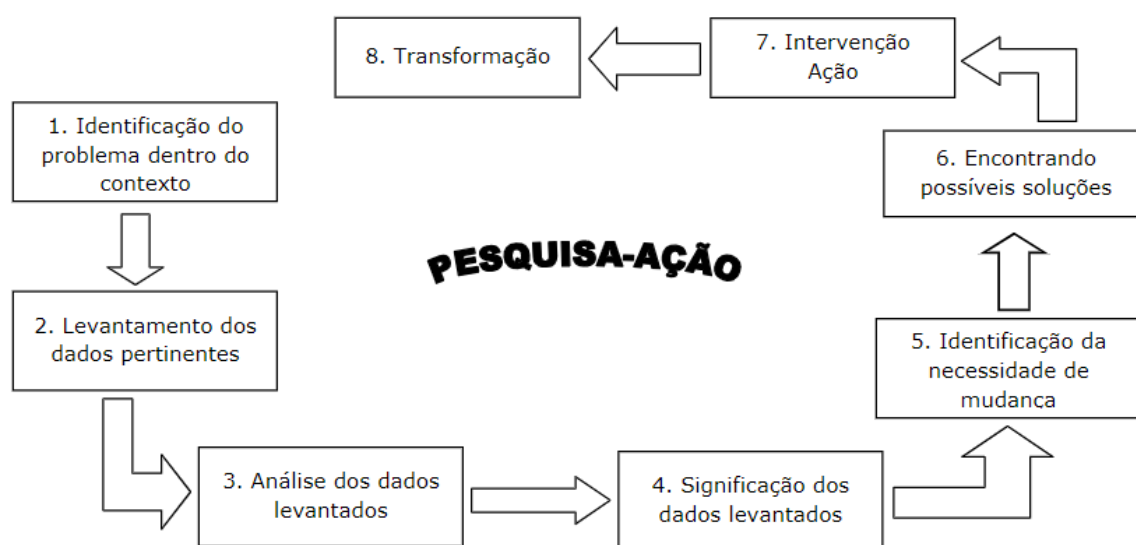 1. Identificação do
problema dentro do
contexto
2. Levantamento dos
dados pertinentes
3. Análise dos dados
levantados
4. Significação dos
dados levantados
5. Identificação da
necessidade de
mudança
6. Encontrando
possíveis soluções
7. Intervenção
Ação
8. Transformação
PESQUISA-AÇÃO